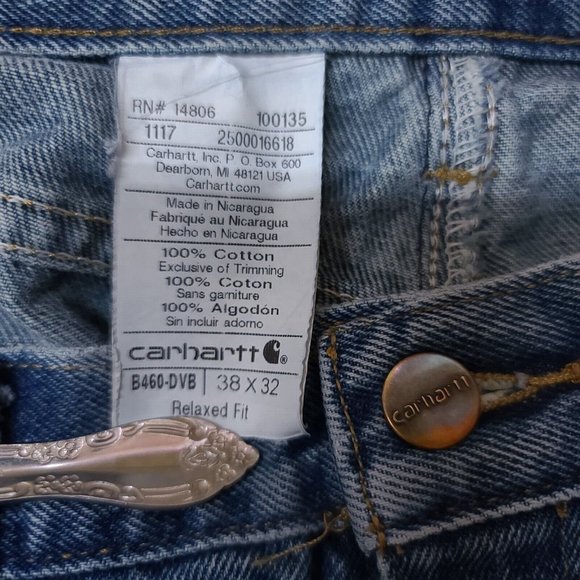 RN# 14806 100135
1117 2500016618
Carhartt, Inc. P. O. Box 600
Dearborn, MI 48121 USA
Carhartt.com
Made in Nicaragua
Fabriqué au Nicaragua
Hecho en Nicaragua
100% Cotton
Exclusive of Trimming
100% Coton
Sans garniture
100% Algodón
Sin incluir adorno
carhartt ®
B460-DVB 38 X 32
Relaxed Fit
carhartt